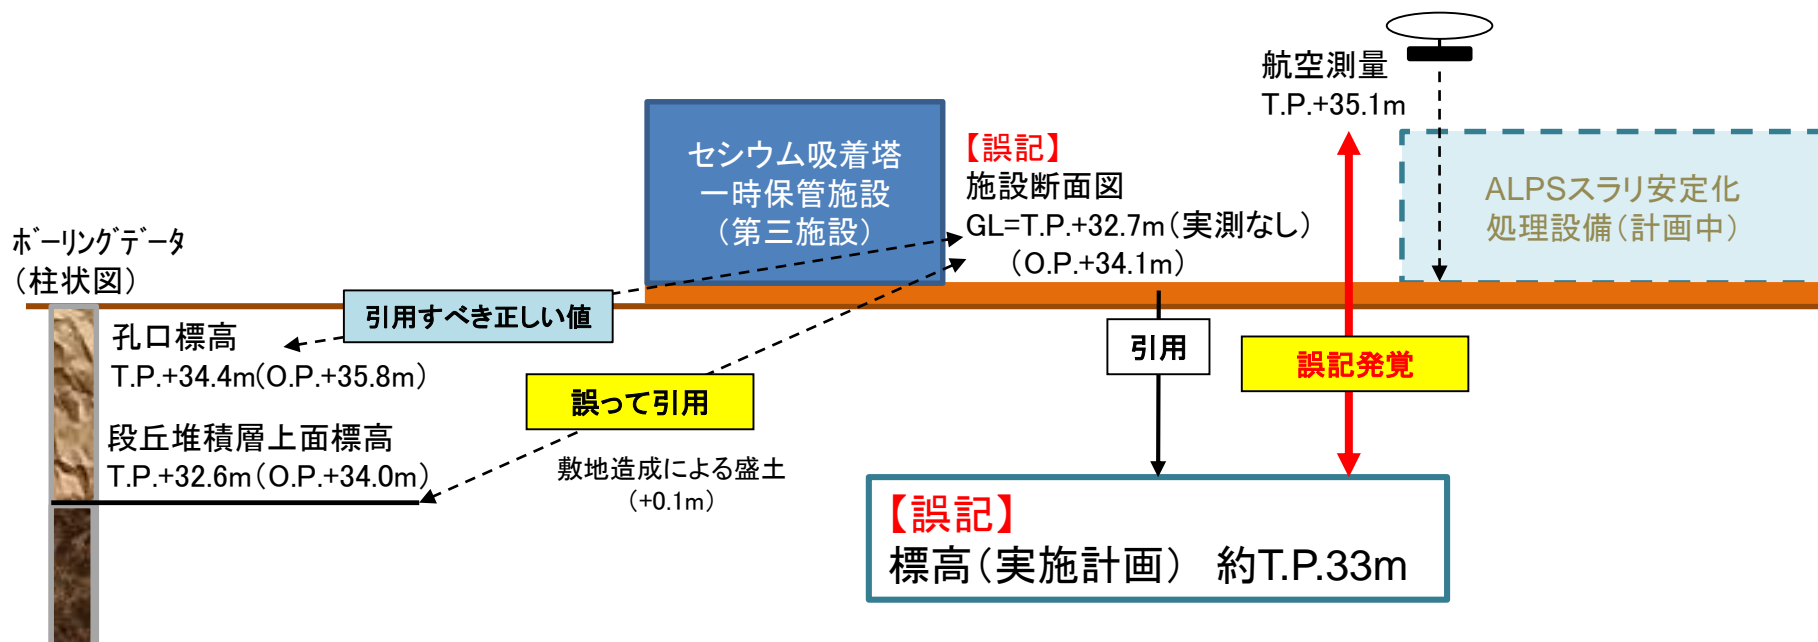 航空測量
T.P.+35.1m
セシウム吸着塔
一時保管施設
（第三施設）
【誤記】
施設断面図
GL=T.P.+32.7m（実測なし）
（O.P.+34.1m）
ALPSスラリ安定化
処理設備（計画中）
ﾎﾞｰﾘﾝｸﾞﾃﾞｰﾀ
（柱状図）
引用すべき正しい値
孔口標高
T.P.+34.4m(O.P.+35.8m)
引用
誤記発覚
誤って引用
段丘堆積層上面標高
T.P.+32.6m（O.P.+34.0m）
敷地造成による盛土
（+0.1m）
【誤記】
標高（実施計画）　約T.P.33m